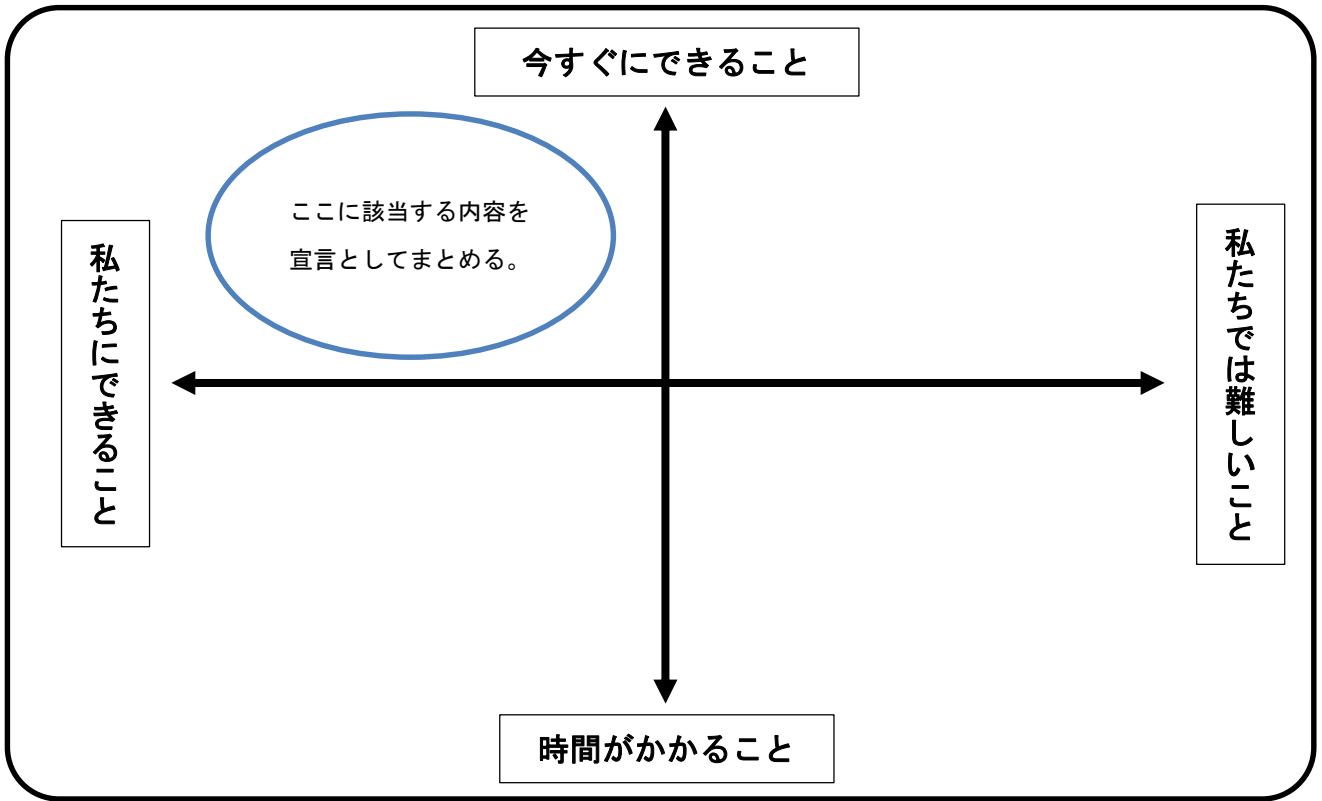 今すぐにできること
ここに該当する内容を
宣言としてまとめる。
私たちにできること
私たちでは難しいこと
時間がかかること